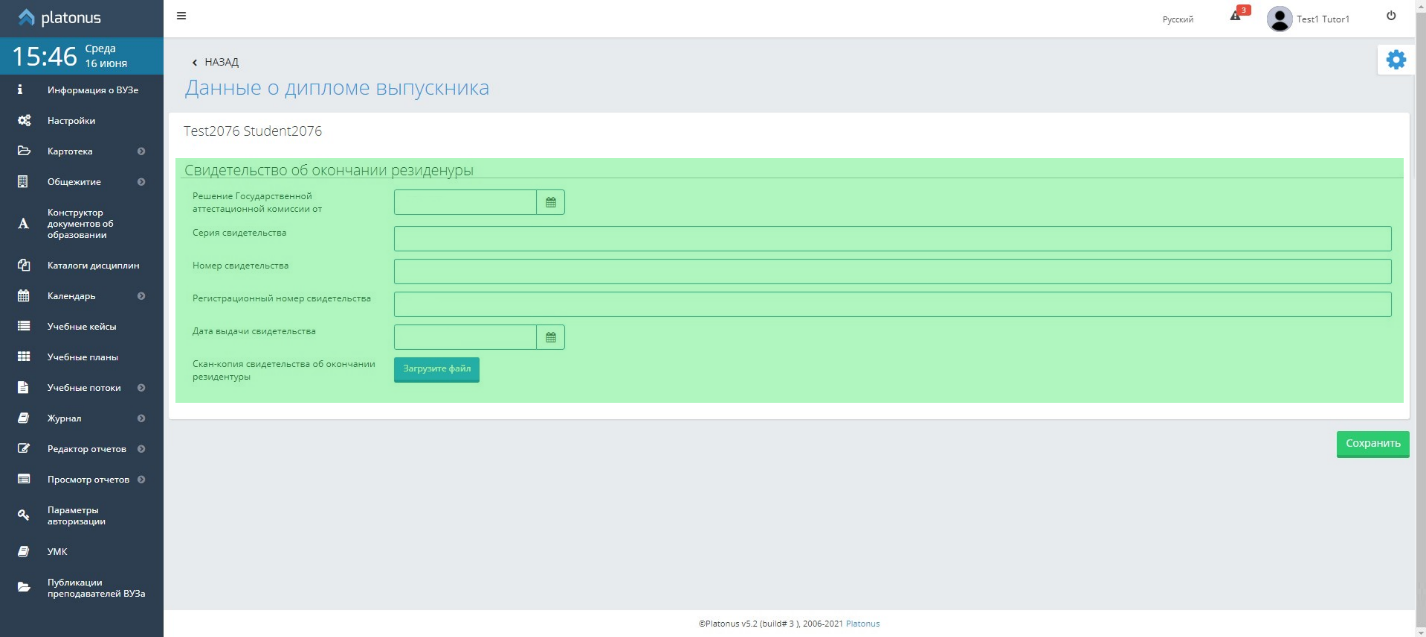 platonus
Русский
3
Test1 Tutor1
15:46 Среда
16 июня
НАЗАД
Данные о дипломе выпускника
Информация о ВУЗе
Настройки
Картотека
Общежитие
Конструктор
документов об
образовании
Каталоги дисциплин
Календарь
Учебные кейсы
Учебные планы
Учебные потоки
Журнал
Редактор отчетов
Просмотр отчетов
Параметры
авторизации
УМК
Публикации
преподавателей ВУЗа
Test2076 Student2076
Свидетельство об окончании резиденуры
Решение Государственной
аттестационной комиссии от
Серия свидетельства
Номер свидетельства
Регистрационный номер свидетельства
Дата выдачи свидетельства
Скан-копия свидетельства об окончании
резидентуры
Загрузите файл
Сохранить
©Platonus v5.2 (build# 3 ), 2006-2021 Platonus